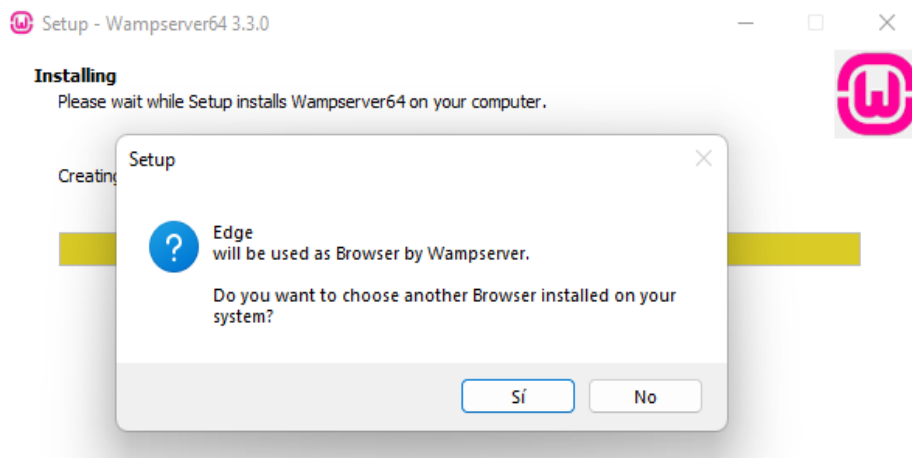 Setup - Wampserver64 3.3.0
Installing
Please wait while Setup installs Wampserver64 on your computer.
Creating
Setup
Edge
will be used as Browser by Wampserver.
Do you want to choose another Browser installed on your
system?
Sí
No